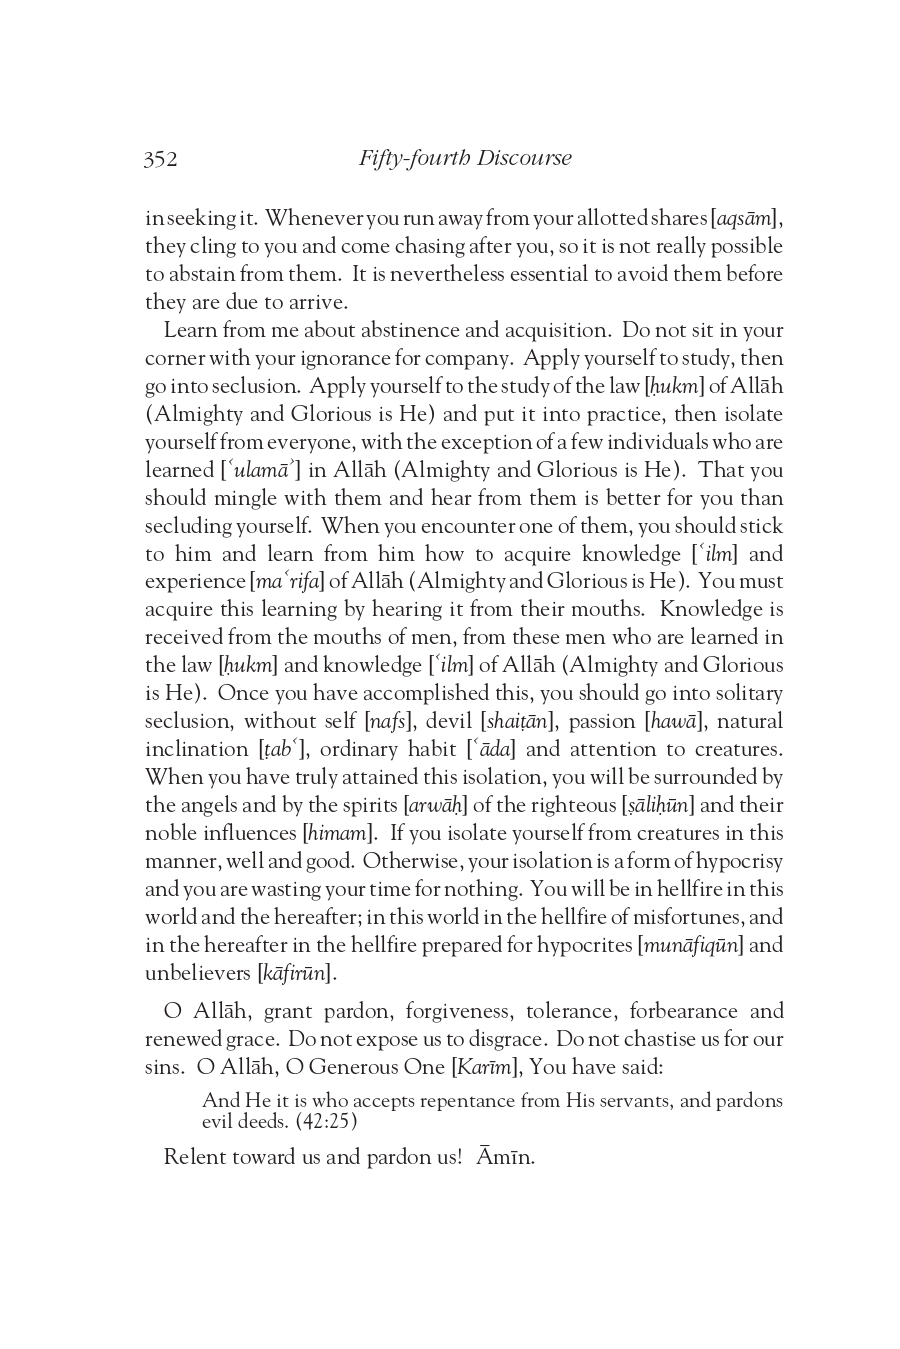 352 Fifty-fourth Discourse
in seeking it. Whenever you run away from your allotted shares [aqsām],
they cling to you and come chasing after you, so it is not really possible
to abstain from them. It is nevertheless essential to avoid them before
they are due to arrive.
Learn from me about abstinence and acquisition. Do not sit in your
corner with your ignorance for company. Apply yourself to study, then
go into seclusion. Apply yourself to the study of the law [ḥukm] of Allāh
(Almighty and Glorious is He) and put it into practice, then isolate
yourself from everyone, with the exception of a few individuals who are
learned [ʿulamāʾ] in Allāh (Almighty and Glorious is He). That you
should mingle with them and hear from them is better for you than
secluding yourself. When you encounter one of them, you should stick
to him and learn from him how to acquire knowledge [ʿilm] and
experience [maʿrifa] of Allāh (Almighty and Glorious is He). You must
acquire this learning by hearing it from their mouths. Knowledge is
received from the mouths of men, from these men who are learned in
the law [ḥukm] and knowledge [ʿilm] of Allāh (Almighty and Glorious
is He). Once you have accomplished this, you should go into solitary
seclusion, without self [nafs], devil [shaiṭān], passion [hawā], natural
inclination [ṭabʿ], ordinary habit [ʿāda] and attention to creatures.
When you have truly attained this isolation, you will be surrounded by
the angels and by the spirits [arwāḥ] of the righteous [ṣāliḥūn] and their
noble influences [himam]. If you isolate yourself from creatures in this
manner, well and good. Otherwise, your isolation is a form of hypocrisy
and you are wasting your time for nothing. You will be in hellfire in this
world and the hereafter; in this world in the hellfire of misfortunes, and
in the hereafter in the hellfire prepared for hypocrites [munāfiqūn] and
unbelievers [kāfirūn].
O Allāh, grant pardon, forgiveness, tolerance, forbearance and
renewed grace. Do not expose us to disgrace. Do not chastise us for our
sins. O Allāh, O Generous One [Karīm], You have said:
And He it is who accepts repentance from His servants, and pardons
evil deeds. (42:25)
Relent toward us and pardon us! Āmīn.